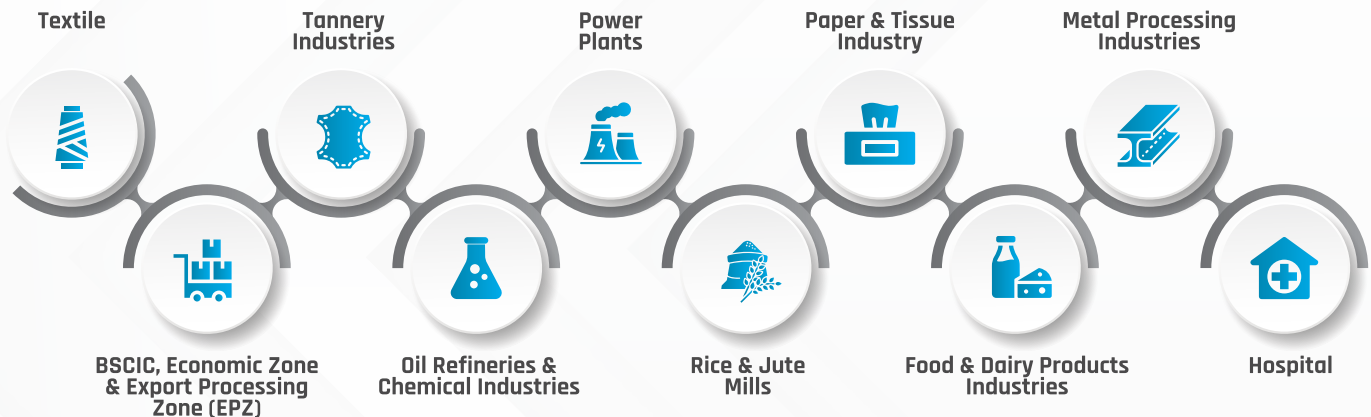 Textile
Tannery
Industries
Power
Plants
Paper & Tissue
Industry
Metal Processing
Industries
BSCIC, Economic Zone
& Export Processing
Zone (EPZ)
Oil Refineries &
Chemical Industries
Rice & Jute
Mills
Food & Dairy Products
Industries
Hospital